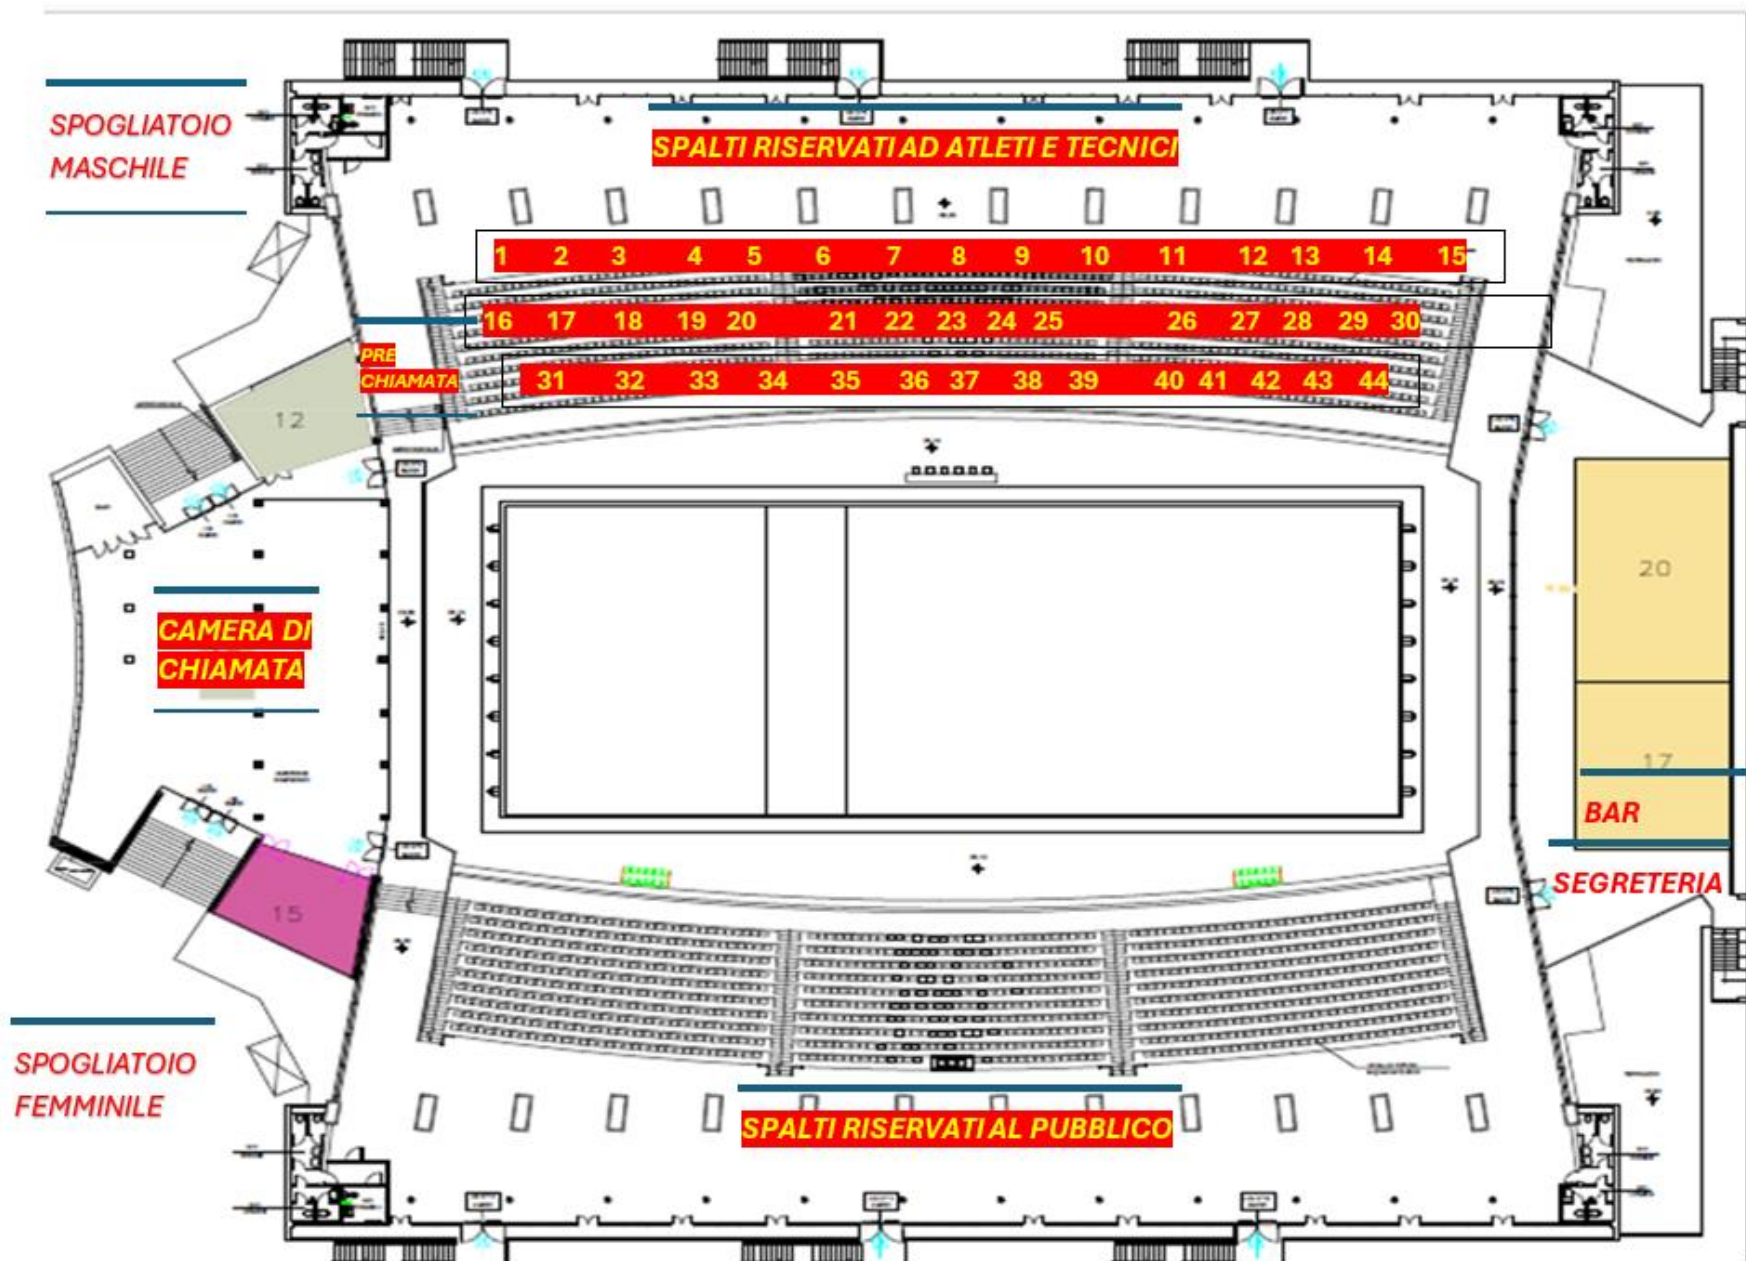 SPOGLIATOIO
MASCHILE
SPALTI RISERVATI AD ATLETI E TECNICI
1 2 3 4 5 6 7 8 9 10 11 12 13 14 15
16 17 18 19 20 21 22 23 24 25 26 27 28 29 30
PRE
CHIAMATA
31 32 33 34 35 36 37 38 39 40 41 42 43 44
12
20
CAMERA DI
CHIAMATA
17
BAR
SEGRETERIA
15
SPOGLIATOIO
FEMMINILE
SPALTI RISERVATI AL PUBBLICO